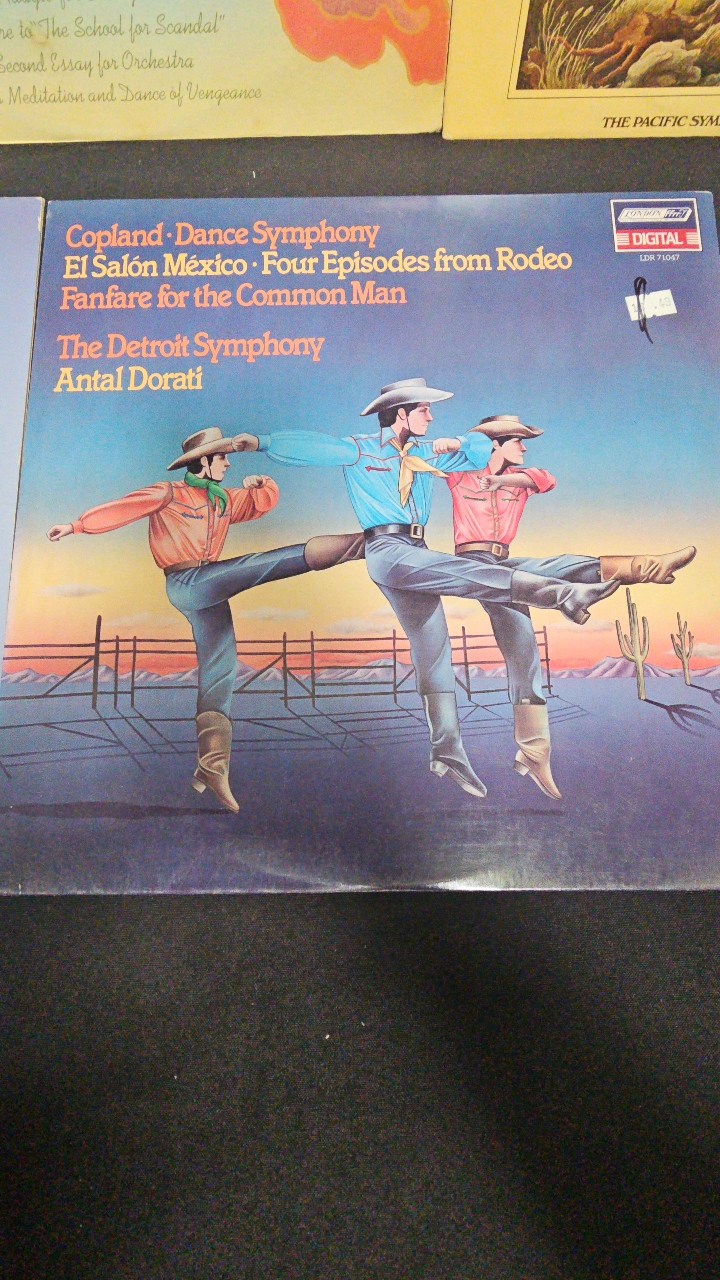 re to "The School for Scandal"
Second Essay for Orchestra
Meditation and Dance of Vengeance
THE PACIFIC SYM
Copland · Dance Symphony
El Salón México · Four Episodes from Rodeo
Fanfare for the Common Man
The Detroit Symphony
Antal Dorati
LONDON ffrr
DIGITAL
LDR 71047